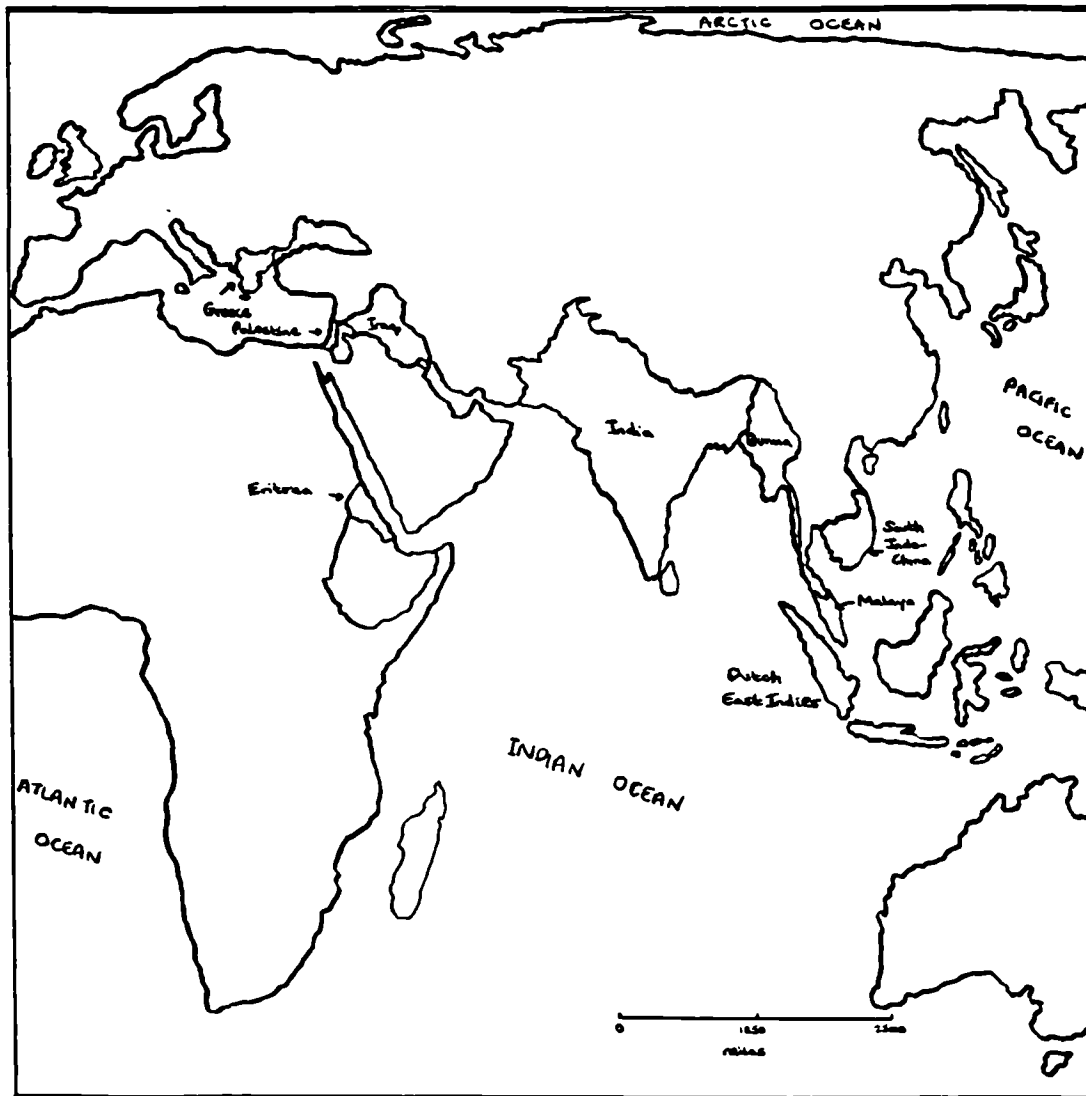 ARCTIC OCEAN
Greece
Palestine
Iraq
PACIFIC
OCEAN
India
Burma
Eritrea
South
Indo-
China
Malaya
Dutch
East Indies
INDIAN OCEAN
ATLANTIC
OCEAN
0 1250 2500
miles